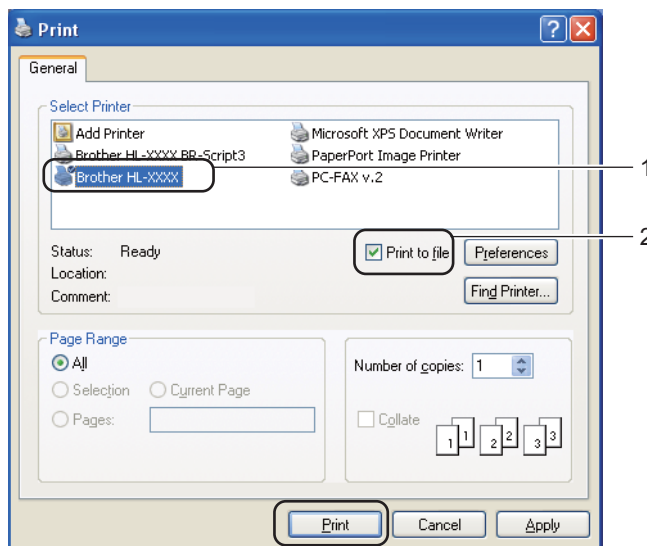 Print
General
Select Printer
Add Printer
Microsoft XPS Document Writer
Brother HL-XXXX BR-Script3
PaperPort Image Printer
Brother HL-XXXX
PC-FAX v.2
1
2
Status: Ready
Print to file
Preferences
Location:
Comment:
Find Printer...
Page Range
All
Number of copies: 1
Selection
Current Page
Pages:
Collate
1 1 2 2 3 3
Print
Cancel
Apply